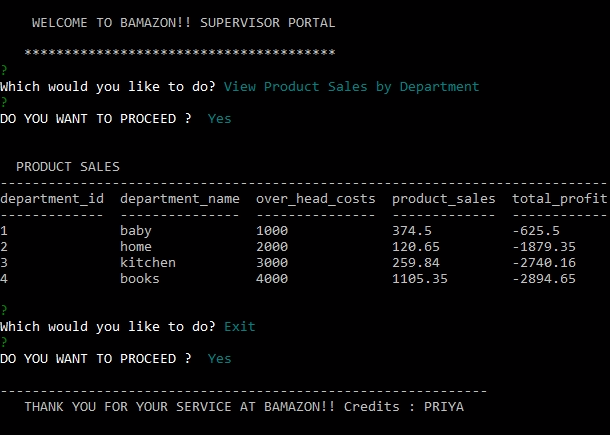 WELCOME TO BAMAZON!! SUPERVISOR PORTAL
***************************************
?
Which would you like to do? View Product Sales by Department
?
DO YOU WANT TO PROCEED ? Yes
PRODUCT SALES
----------------------------------------------------------------------------
department_id department_name over_head_costs product_sales total_profit
------------- --------------- --------------- ------------- ------------
1 baby 1000 374.5 -625.5
2 home 2000 120.65 -1879.35
3 kitchen 3000 259.84 -2740.16
4 books 4000 1105.35 -2894.65
?
Which would you like to do? Exit
?
DO YOU WANT TO PROCEED ? Yes
-------------------------------------------------------------
THANK YOU FOR YOUR SERVICE AT BAMAZON!! Credits : PRIYA